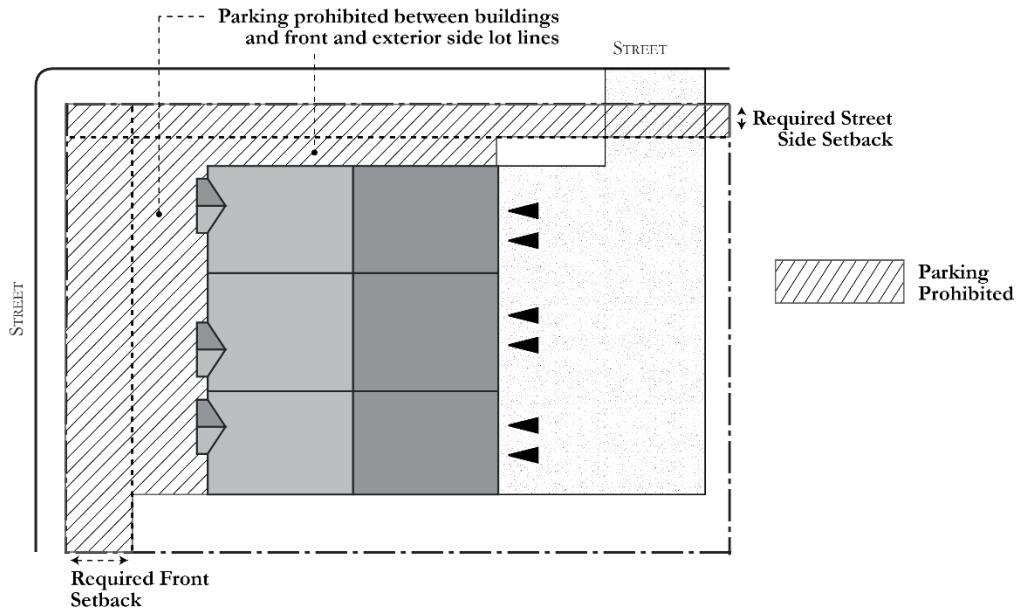 Parking prohibited between buildings
and front and exterior side lot lines
STREET
Required Street
Side Setback
Parking
Prohibited
STREET
Required Front
Setback